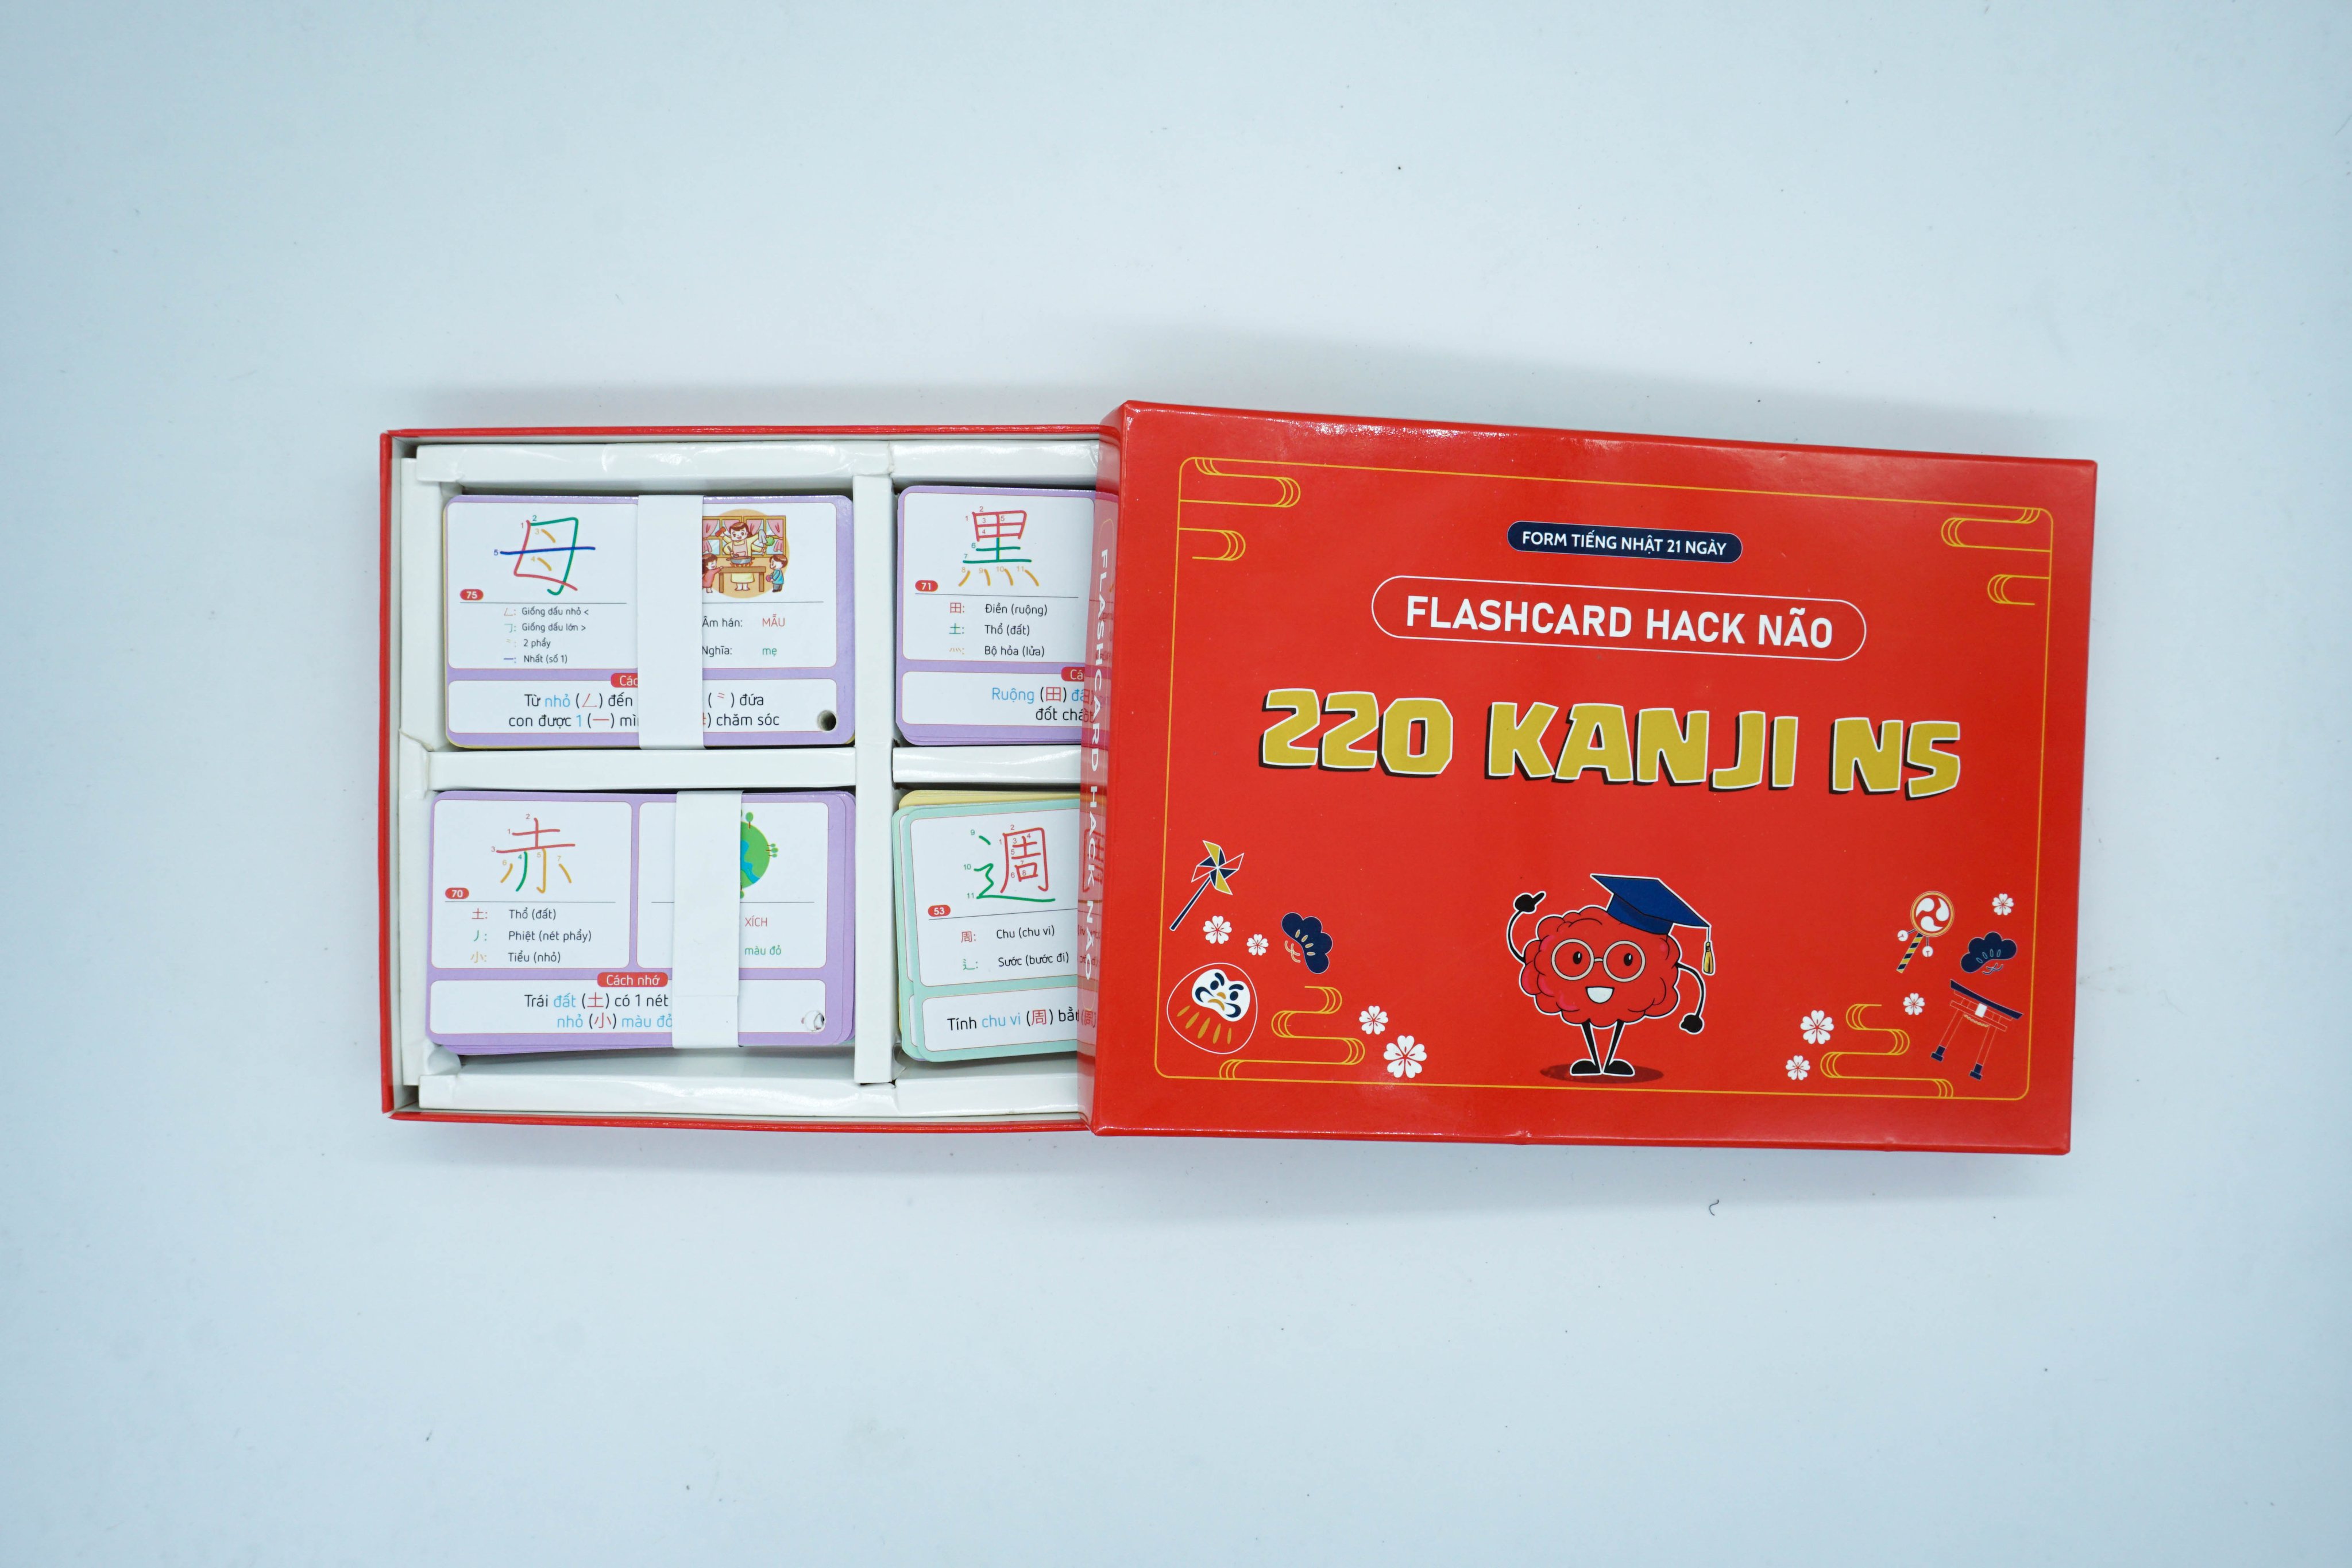 母
75
𠃊: Giống dấu nhỏ <
㇆: Giống dấu lớn >
: 2 phẩy
一: Nhất (số 1)
Âm hán: MẪU
Nghĩa: mẹ
Từ nhỏ (𠃊) đến
( ⺀ ) đứa
con được 1 (一)
) chăm sóc
黒
71
田: Điền (ruộng)
土: Thổ (đất)
灬: Bộ hỏa (lửa)
Ruộng (田)
đốt
赤
70
土: Thổ (đất)
丿: Phiệt (nét phẩy)
小: Tiểu (nhỏ)
XÍCH
màu đỏ
Cách nhớ
Trái đất (土) có 1 nét
nhỏ (小) màu đỏ
週
53
周: Chu (chu vi)
辶: Sước (bước đi)
Tính chu vi (周)
FLASHCARD HACK NÃO
FORM TIẾNG NHẬT 21 NGÀY
FLASHCARD HACK NÃO
220 KANJI N5